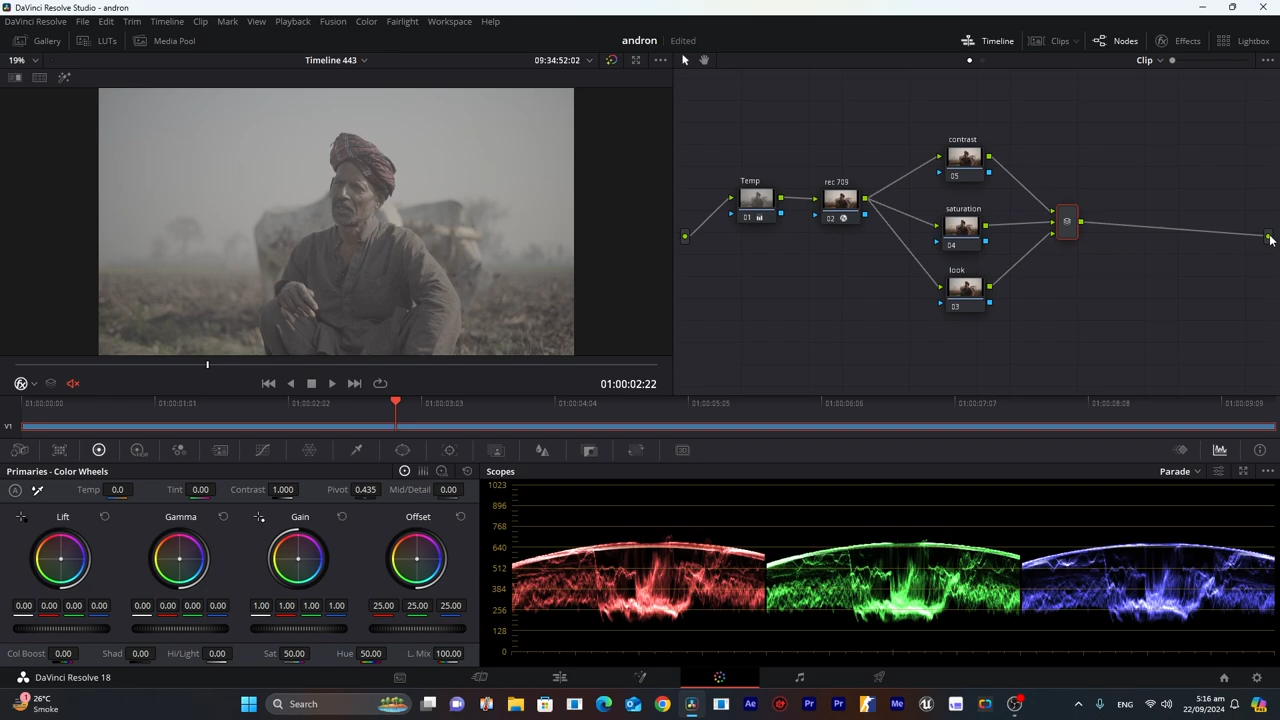 DaVinci Resolve Studio - andron
DaVinci Resolve File Edit Trim Timeline Clip Mark View Playback Fusion Color Fairlight Workspace Help
Gallery LUTs Media Pool andron Edited Timeline Clips Nodes Effects Lightbox
19% Timeline 443 09:34:52:02 Clip
contrast
05
Temp
01
rec 709
02
saturation
04
look
03
01:00:02:22
01:00:00:00 01:00:01:01 01:00:02:02 01:00:03:03 01:00:04:04 01:00:05:05 01:00:06:06 01:00:07:07 01:00:08:08 01:00:09:09
V1
Primaries - Color Wheels Scopes Parade
A Temp 0.0 Tint 0.00 Contrast 1.000 Pivot 0.435 Mid/Detail 0.00
Lift Gamma Gain Offset
0.00 0.00 0.00 0.00 0.00 0.00 0.00 0.00 1.00 1.00 1.00 1.00 25.00 25.00 25.00
Col Boost 0.00 Shad 0.00 Hi/Light 0.00 Sat 50.00 Hue 50.00 L. Mix 100.00
1023
896
768
640
512
384
256
128
0
DaVinci Resolve 18
1
26°C
Smoke
Search
Ae Pr Pr Me
ENG
5:16 am
22/09/2024